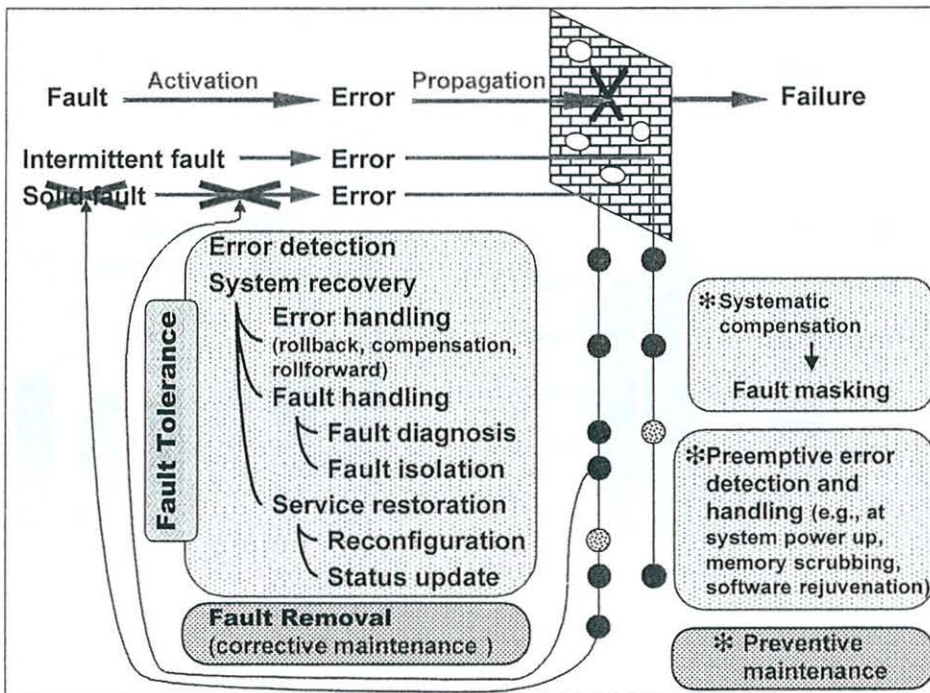 Fault
Activation
Error
Propagation
Failure
Intermittent fault
Error
Solid fault
Error
Fault Tolerance
Error detection
System recovery
Error handling
(rollback, compensation,
rollforward)
Fault handling
Fault diagnosis
Fault isolation
Service restoration
Reconfiguration
Status update
Fault Removal
(corrective maintenance )
* Systematic
compensation
Fault masking
* Preemptive error
detection and
handling (e.g., at
system power up,
memory scrubbing,
software rejuvenation)
* Preventive
maintenance